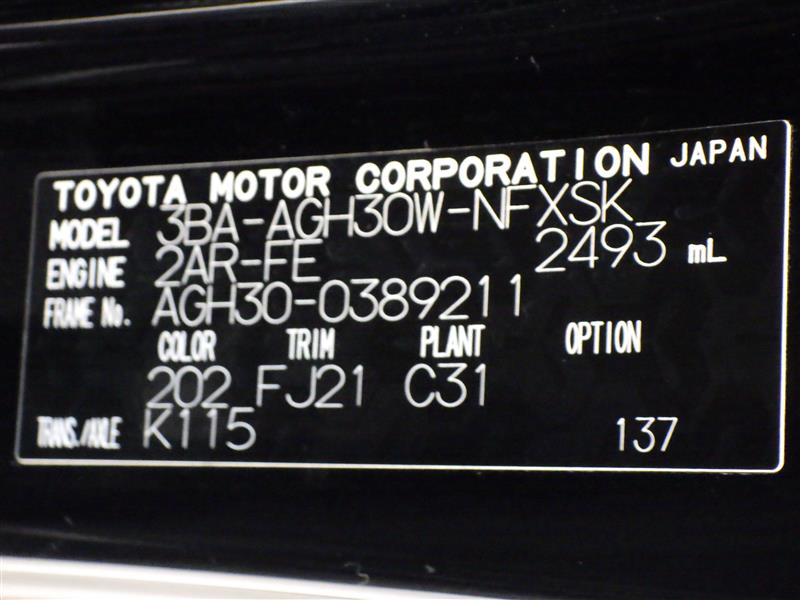 TOYOTA MOTOR CORPORATION JAPAN
MODEL 3BA-AGH30W-NFXSK
ENGINE 2AR-FE 2493 mL
FRAME No. AGH30-0389211
COLOR TRIM PLANT OPTION
202 FJ21 C31
TRANS./AXLE K115 137